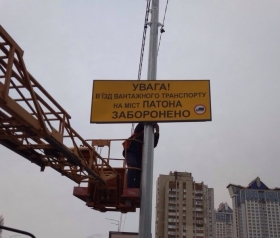 УВАГА!
В'ЇЗД ВАНТАЖНОГО ТРАНСПОРТУ
НА МІСТ ПАТОНА
ЗАБОРОНЕНО